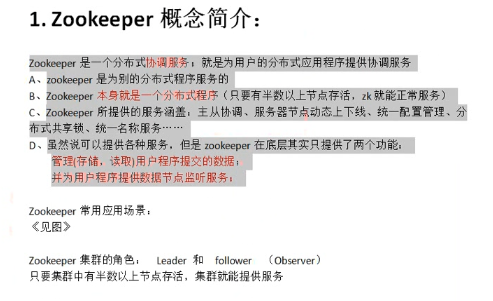 1. Zookeeper 概念简介：
Zookeeper 是一个分布式协调服务；就是为用户的分布式应用程序提供协调服务
A、zookeeper 是为别的分布式程序服务的
B、Zookeeper 本身就是一个分布式程序（只要有半数以上节点存活，zk 就能正常服务）
C、Zookeeper 所提供的服务涵盖：主从协调、服务器节点动态上下线、统一配置管理、分
布式共享锁、统一名称服务……
D、虽然说可以提供各种服务，但是 zookeeper 在底层其实只提供了两个功能：
管理(存储，读取)用户程序提交的数据；
并为用户程序提供数据节点监听服务；
Zookeeper 常用应用场景：
《见图》
Zookeeper 集群的角色： Leader 和 follower （Observer）
只要集群中有半数以上节点存活，集群就能提供服务